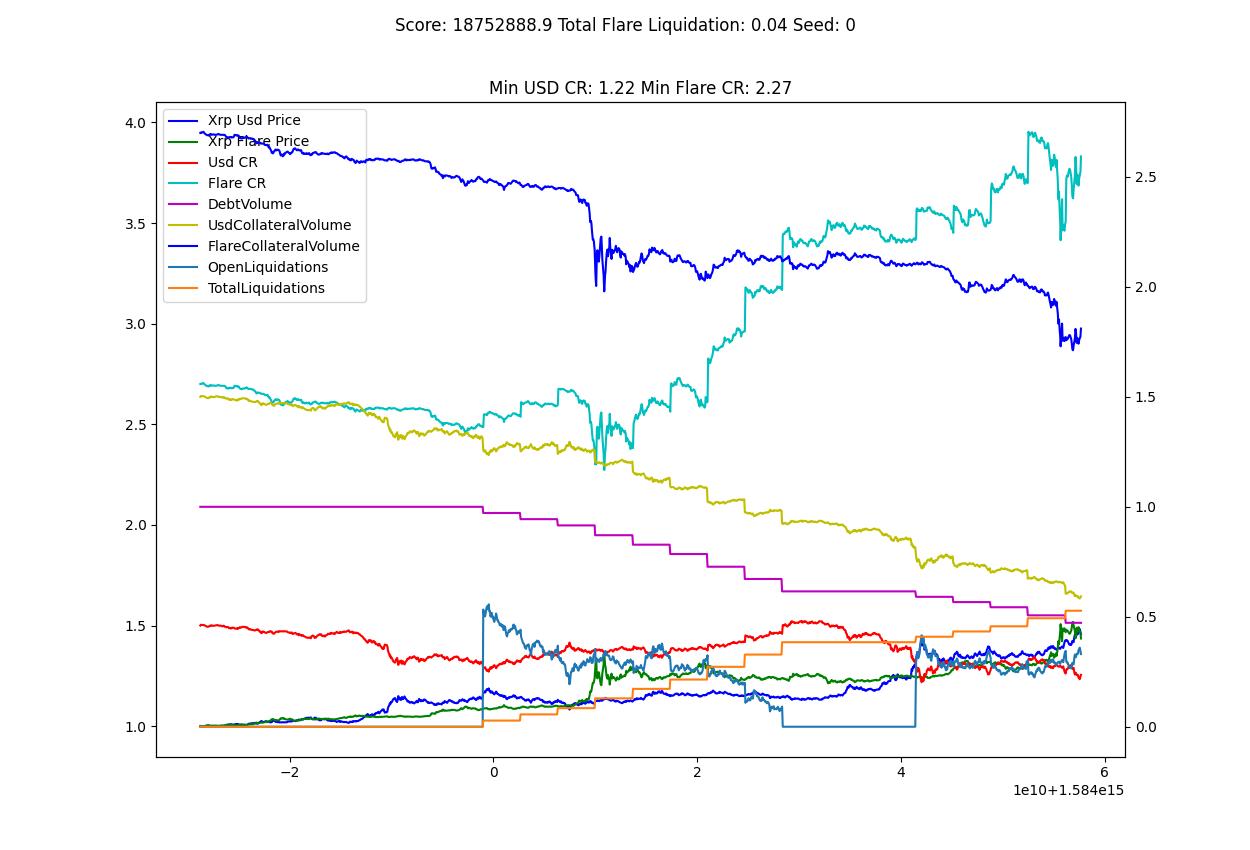 Score: 18752888.9 Total Flare Liquidation: 0.04 Seed: 0
Min USD CR: 1.22 Min Flare CR: 2.27
Xrp Usd Price
Xrp Flare Price
Usd CR
Flare CR
DebtVolume
UsdCollateralVolume
FlareCollateralVolume
OpenLiquidations
TotalLiquidations
4.0
3.5
3.0
2.5
2.0
1.5
1.0
2.5
2.0
1.5
1.0
0.5
0.0
−2
0
2
4
6
1e10+1.584e15